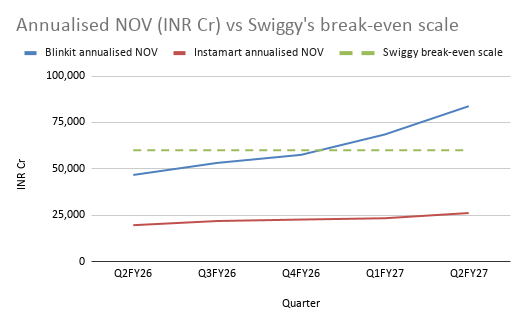 Annualised NOV (INR Cr) vs Swiggy's break-even scale
Blinkit annualised NOV Instamart annualised NOV Swiggy break-even scale
100,000
75,000
50,000
25,000
0
INR Cr
Q2FY26 Q3FY26 Q4FY26 Q1FY27 Q2FY27
Quarter